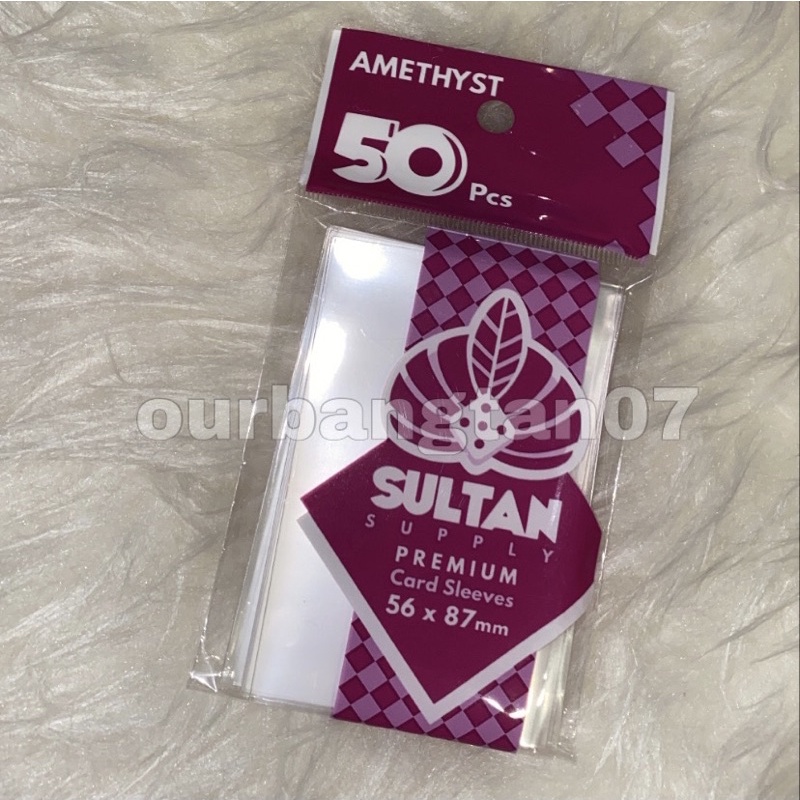 AMETHYST
50 Pcs
ourbangtan07
SULTAN
SUPPLY
PREMIUM
Card Sleeves
56 x 87mm